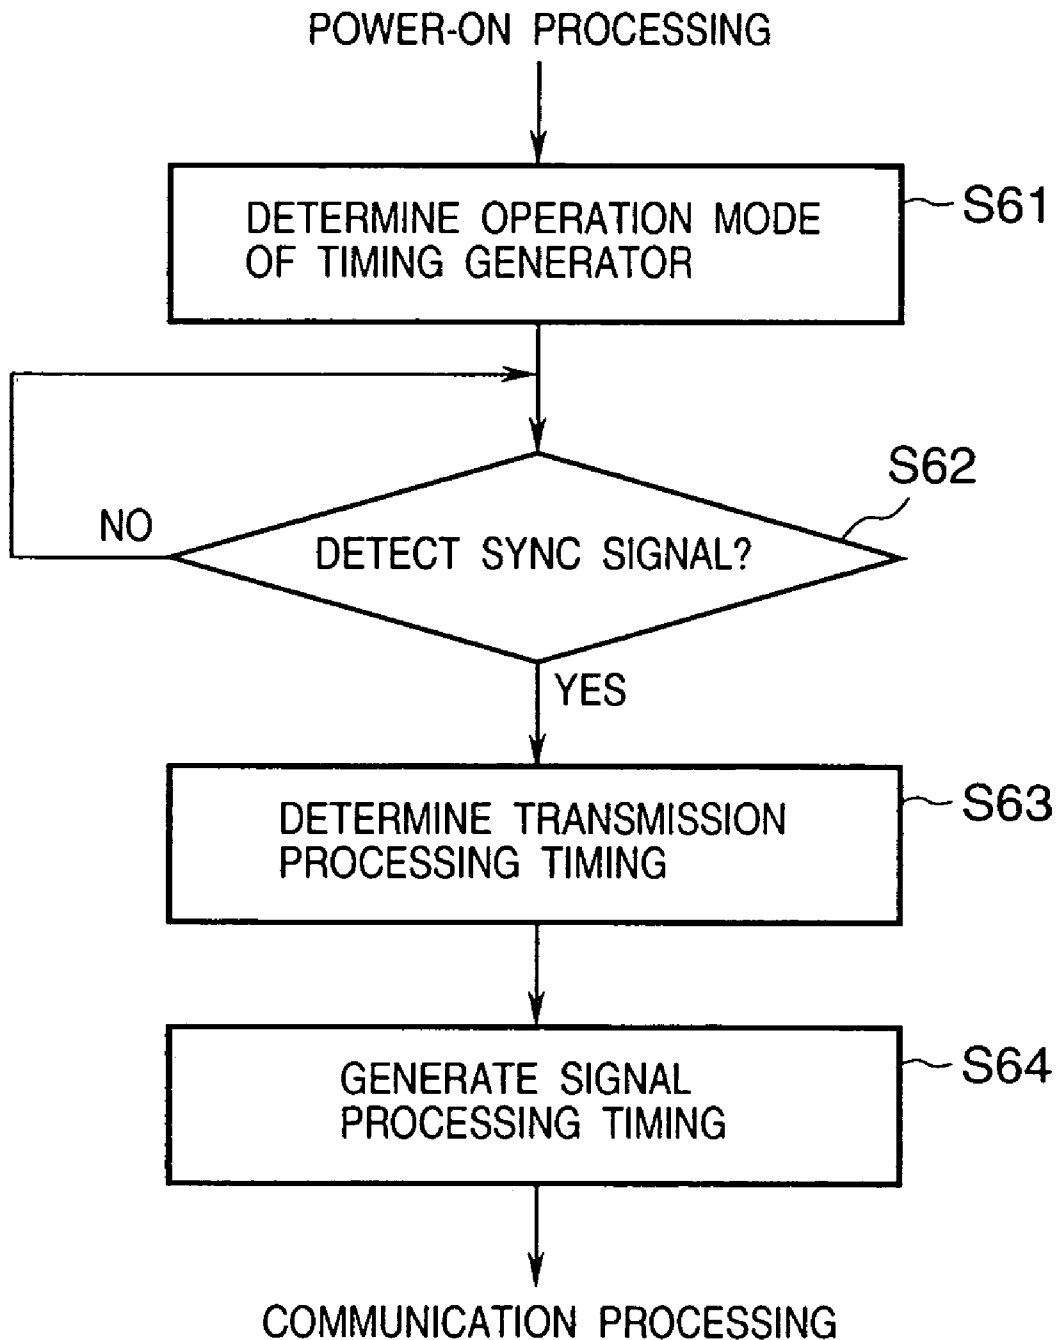 POWER-ON PROCESSING
DETERMINE OPERATION MODE
OF TIMING GENERATOR
S61
S62
NO
DETECT SYNC SIGNAL?
YES
DETERMINE TRANSMISSION
PROCESSING TIMING
S63
GENERATE SIGNAL
PROCESSING TIMING
S64
COMMUNICATION PROCESSING